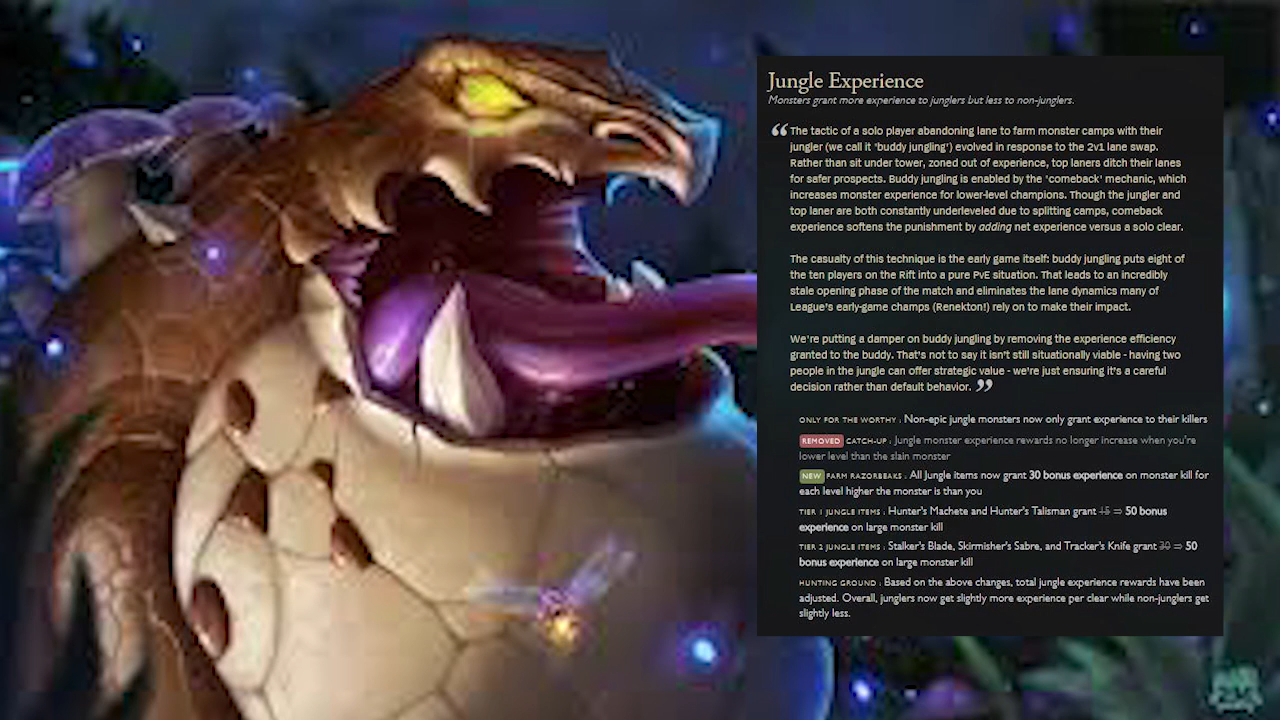 Jungle Experience
Monsters grant more experience to junglers but less to non-junglers.
“The tactic of a solo player abandoning lane to farm monster camps with their
jungler (we call it 'buddy jungling') evolved in response to the 2v1 lane swap.
Rather than sit under tower, zoned out of experience, top laners ditch their lanes
for safer prospects. Buddy jungling is enabled by the 'comeback' mechanic, which
increases monster experience for lower-level champions. Though the jungler and
top laner are both constantly underleveled due to splitting camps, comeback
experience softens the punishment by adding net experience versus a solo clear.
The casualty of this technique is the early game itself: buddy jungling puts eight of
the ten players on the Rift into a pure PvE situation. That leads to an incredibly
stale opening phase of the match and eliminates the lane dynamics many of
League's early-game champs (Renekton!) rely on to make their impact.
We're putting a damper on buddy jungling by removing the experience efficiency
granted to the buddy. That's not to say it isn't still situationally viable - having two
people in the jungle can offer strategic value - we're just ensuring it's a careful
decision rather than default behavior. ”
ONLY FOR THE WORTHY : Non-epic jungle monsters now only grant experience to their killers
REMOVED CATCH-UP : Jungle monster experience rewards no longer increase when you're
lower level than the slain monster
NEW FARM RAZORBEAKS : All Jungle items now grant 30 bonus experience on monster kill for
each level higher the monster is than you
TIER 1 JUNGLE ITEMS : Hunter's Machete and Hunter's Talisman grant 15 ⇒ 50 bonus
experience on large monster kill
TIER 2 JUNGLE ITEMS : Stalker's Blade, Skirmisher's Sabre, and Tracker's Knife grant 30 ⇒ 50
bonus experience on large monster kill
HUNTING GROUND : Based on the above changes, total jungle experience rewards have been
adjusted. Overall, junglers now get slightly more experience per clear while non-junglers get
slightly less.